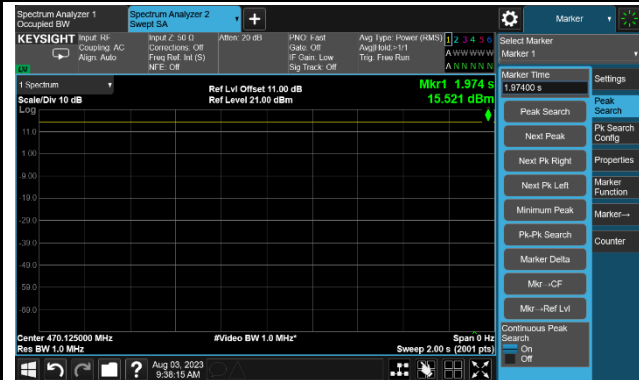 Spectrum Analyzer 1
Occupied BW
Spectrum Analyzer 2
Swept SA
Marker
KEYSIGHT
Input: RF
Coupling: AC
Align: Auto
Input Z: 50 Ω
Corrections: Off
Freq Ref: Int (S)
NFE: Off
Atten: 20 dB
PNO: Fast
Gate: Off
IF Gain: Low
Sig Track: Off
Avg Type: Power (RMS)
Avg|Hold:>1/1
Trig: Free Run
1 2 3 4 5 6
A W W W W W
A N N N N N
LV
Select Marker
Marker 1
1 Spectrum
Scale/Div 10 dB
Log
Ref Lvl Offset 11.00 dB
Ref Level 21.00 dBm
Mkr1 1.974 s
15.521 dBm
11.0
1.00
-9.00
-19.0
-29.0
-39.0
-49.0
-59.0
-69.0
Center 470.125000 MHz
Res BW 1.0 MHz
#Video BW 1.0 MHz*
Span 0 Hz
Sweep 2.00 s (2001 pts)
Marker Time
1.97400 s
Peak Search
Next Peak
Next Pk Right
Next Pk Left
Minimum Peak
Pk-Pk Search
Marker Delta
Mkr→CF
Mkr→Ref Lvl
Continuous Peak
Search
On
Off
Settings
Peak
Search
Pk Search
Config
Properties
Marker
Function
Marker→
Counter
?
Aug 03, 2023
9:38:15 AM